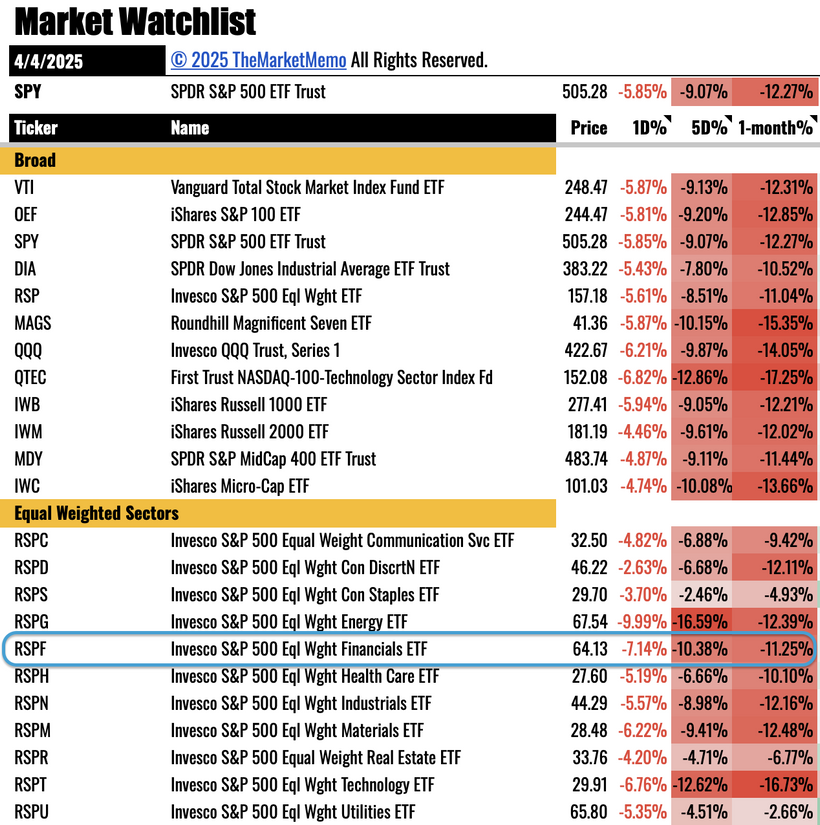 Market Watchlist
4/4/2025 © 2025 TheMarketMemo All Rights Reserved.
SPY SPDR S&P 500 ETF Trust 505.28 -5.85% -9.07% -12.27%
Ticker Name Price 1D% 5D% 1-month%
Broad
VTI Vanguard Total Stock Market Index Fund ETF 248.47 -5.87% -9.13% -12.31%
OEF iShares S&P 100 ETF 244.47 -5.81% -9.20% -12.85%
SPY SPDR S&P 500 ETF Trust 505.28 -5.85% -9.07% -12.27%
DIA SPDR Dow Jones Industrial Average ETF Trust 383.22 -5.43% -7.80% -10.52%
RSP Invesco S&P 500 Eql Wght ETF 157.18 -5.61% -8.51% -11.04%
MAGS Roundhill Magnificent Seven ETF 41.36 -5.87% -10.15% -15.35%
QQQ Invesco QQQ Trust, Series 1 422.67 -6.21% -9.87% -14.05%
QTEC First Trust NASDAQ-100-Technology Sector Index Fd 152.08 -6.82% -12.86% -17.25%
IWB iShares Russell 1000 ETF 277.41 -5.94% -9.05% -12.21%
IWM iShares Russell 2000 ETF 181.19 -4.46% -9.61% -12.02%
MDY SPDR S&P MidCap 400 ETF Trust 483.74 -4.87% -9.11% -11.44%
IWC iShares Micro-Cap ETF 101.03 -4.74% -10.08% -13.66%
Equal Weighted Sectors
RSPC Invesco S&P 500 Equal Weight Communication Svc ETF 32.50 -4.82% -6.88% -9.42%
RSPD Invesco S&P 500 Eql Wght Con DiscrtN ETF 46.22 -2.63% -6.68% -12.11%
RSPS Invesco S&P 500 Eql Wght Con Staples ETF 29.70 -3.70% -2.46% -4.93%
RSPG Invesco S&P 500 Eql Wght Energy ETF 67.54 -9.99% -16.59% -12.39%
RSPF Invesco S&P 500 Eql Wght Financials ETF 64.13 -7.14% -10.38% -11.25%
RSPH Invesco S&P 500 Eql Wght Health Care ETF 27.60 -5.19% -6.66% -10.10%
RSPN Invesco S&P 500 Eql Wght Industrials ETF 44.29 -5.57% -8.98% -12.16%
RSPM Invesco S&P 500 Eql Wght Materials ETF 28.48 -6.22% -9.41% -12.48%
RSPR Invesco S&P 500 Equal Weight Real Estate ETF 33.76 -4.20% -4.71% -6.77%
RSPT Invesco S&P 500 Eql Wght Technology ETF 29.91 -6.76% -12.62% -16.73%
RSPU Invesco S&P 500 Eql Wght Utilities ETF 65.80 -5.35% -4.51% -2.66%